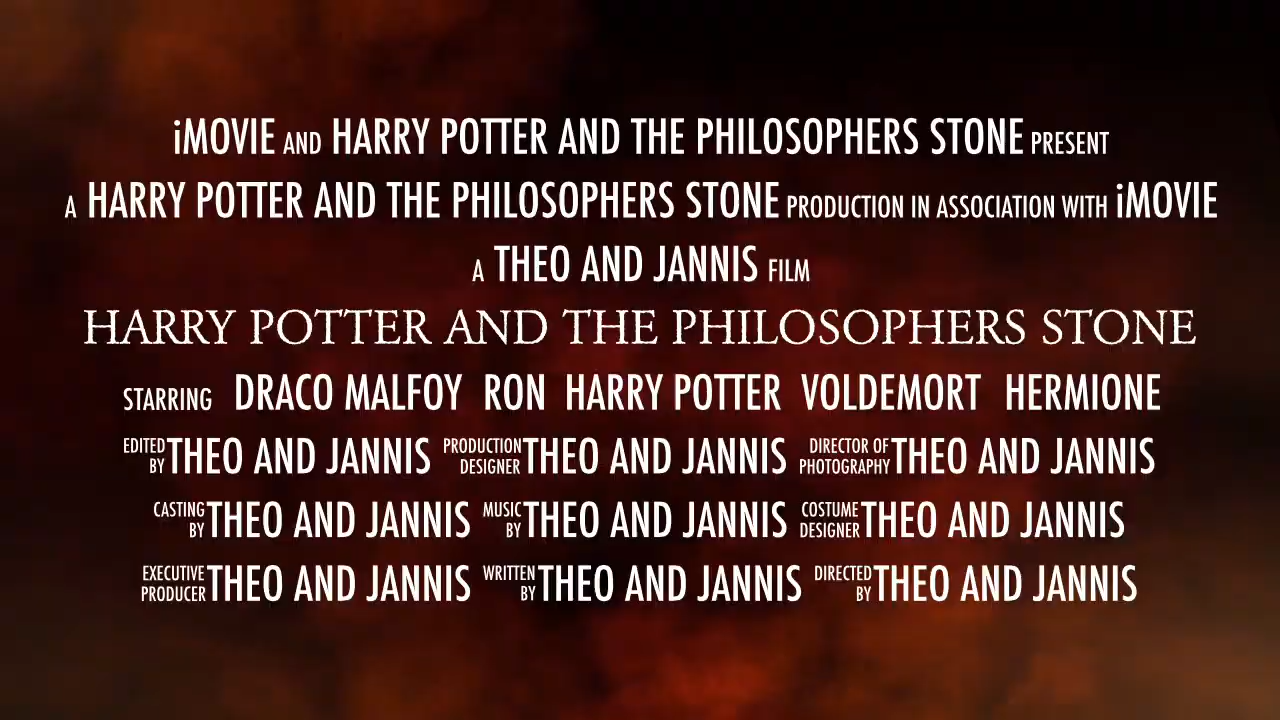 iMOVIE AND HARRY POTTER AND THE PHILOSOPHERS STONE PRESENT
A HARRY POTTER AND THE PHILOSOPHERS STONE PRODUCTION IN ASSOCIATION WITH iMOVIE
A THEO AND JANNIS FILM
HARRY POTTER AND THE PHILOSOPHERS STONE
STARRING DRACO MALFOY RON HARRY POTTER VOLDEMORT HERMIONE
EDITED BY THEO AND JANNIS PRODUCTION DESIGNER THEO AND JANNIS DIRECTOR OF PHOTOGRAPHY THEO AND JANNIS
CASTING BY THEO AND JANNIS MUSIC BY THEO AND JANNIS COSTUME DESIGNER THEO AND JANNIS
EXECUTIVE PRODUCER THEO AND JANNIS WRITTEN BY THEO AND JANNIS DIRECTED BY THEO AND JANNIS